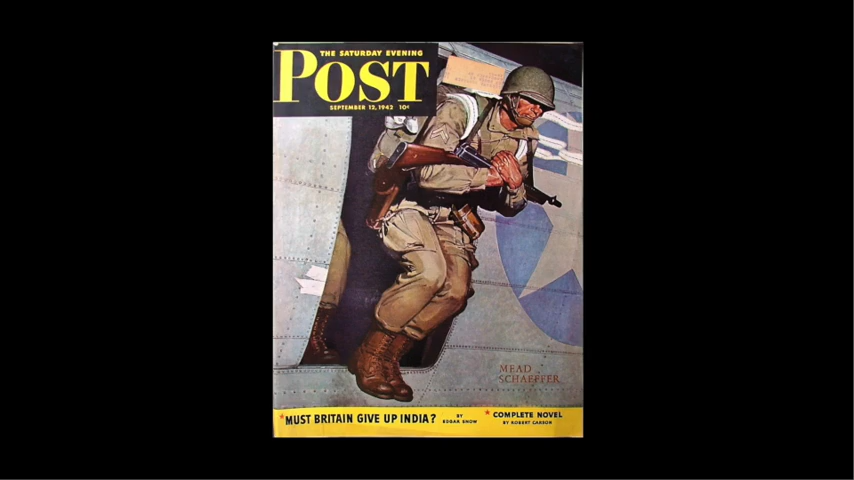 THE SATURDAY EVENING
POST
SEPTEMBER 12, 1942 10¢
MEAD
SCHAEFFER
*MUST BRITAIN GIVE UP INDIA? BY EDGAR SNOW
*COMPLETE NOVEL
BY ROBERT CARSON